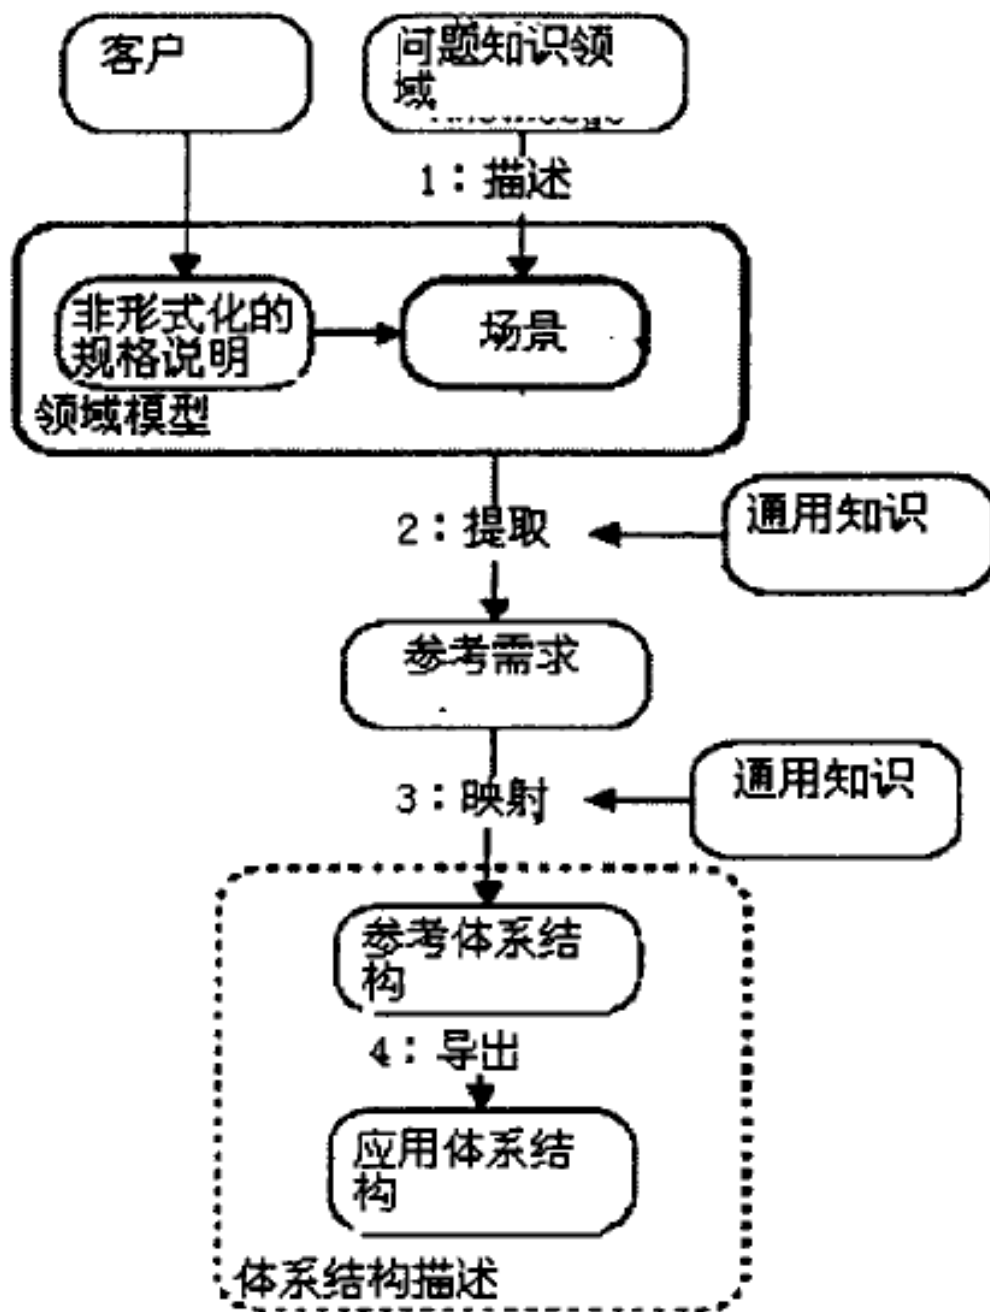 客户
问题知识领
域
1：描述
非形式化的
规格说明
场景
领域模型
2：提取
通用知识
参考需求
3：映射
通用知识
参考体系结
构
4：导出
应用体系结
构
体系结构描述